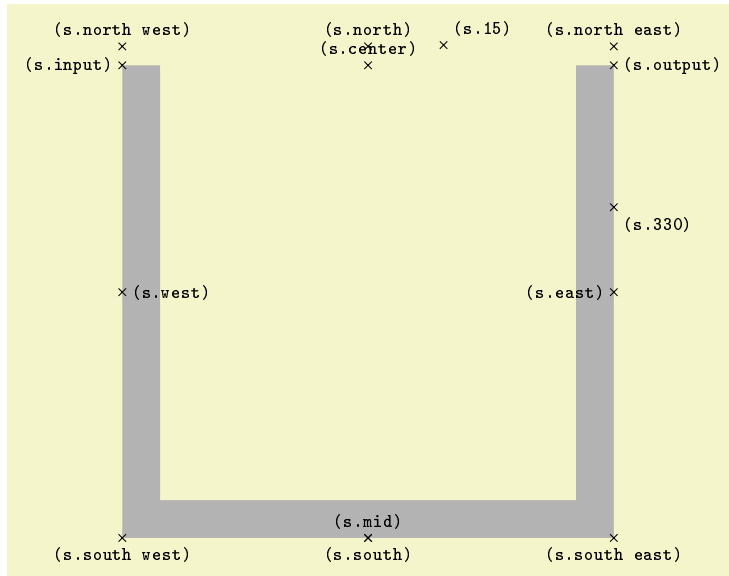 (s.north west)
(s.north)
(s.15)
(s.north east)
(s.center)
(s.input)
(s.output)
(s.330)
(s.west)
(s.east)
(s.mid)
(s.south west)
(s.south)
(s.south east)